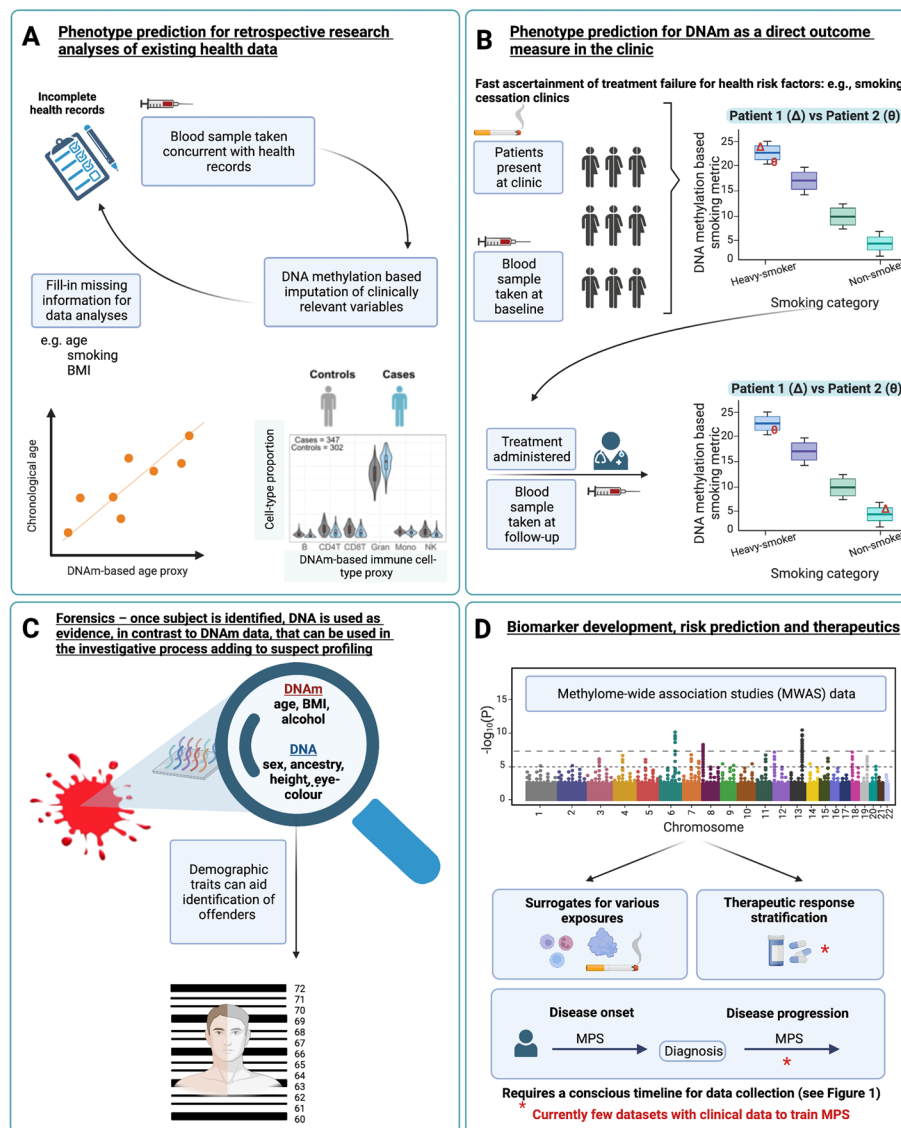 A
Phenotype prediction for retrospective research
analyses of existing health data
Incomplete
health records
Blood sample taken
concurrent with health
records
DNA methylation based
imputation of clinically
relevant variables
Fill-in missing
information for
data analyses
e.g. age
smoking
BMI
Chronological age
DNAm-based age proxy
Controls
Cases
Cell-type proportion
Cases = 347
Controls = 302
B
CD4T
CD8T
Gran
Mono
NK
DNAm-based immune cell-
type proxy
B
Phenotype prediction for DNAm as a direct outcome
measure in the clinic
Fast ascertainment of treatment failure for health risk factors: e.g., smoking
cessation clinics
Patients
present
at clinic
Blood
sample
taken at
baseline
Patient 1 (Δ) vs Patient 2 (θ)
DNA methylation based
smoking metric
25
20
15
10
5
0
Δ
θ
Heavy-smoker
Non-smoke
Smoking category
Treatment
administered
Blood
sample
taken at
follow-up
Patient 1 (Δ) vs Patient 2 (θ)
DNA methylation based
smoking metric
25
20
15
10
5
0
θ
Δ
Heavy-smoker
Non-smoke
Smoking category
C
Forensics – once subject is identified, DNA is used as
evidence, in contrast to DNAm data, that can be used in
the investigative process adding to suspect profiling
DNAm
age, BMI,
alcohol
DNA
sex, ancestry,
height, eye-
colour
Demographic
traits can aid
identification of
offenders
72
71
70
69
68
67
66
65
64
63
62
61
60
D
Biomarker development, risk prediction and therapeutics
Methylome-wide association studies (MWAS) data
-log10(P)
15
10
5
0
1
2
3
4
5
6
7
8
9
10
11
12
13
14
15
16
17
18
19
20
21
22
Chromosome
Surrogates for various
exposures
Therapeutic response
stratification
*
Disease onset
MPS
Diagnosis
Disease progression
MPS
*
Requires a conscious timeline for data collection (see Figure 1)
* Currently few datasets with clinical data to train MPS